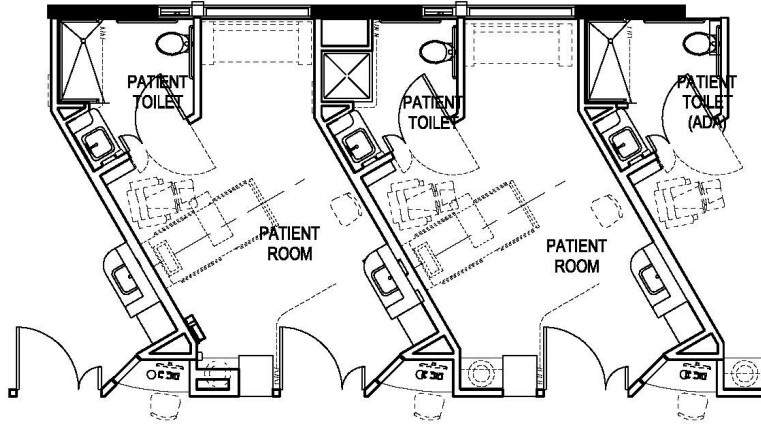 PATIENT
TOILET
PATIENT
TOILET
PATIENT
TOILET
(ADA)
PATIENT
ROOM
PATIENT
ROOM